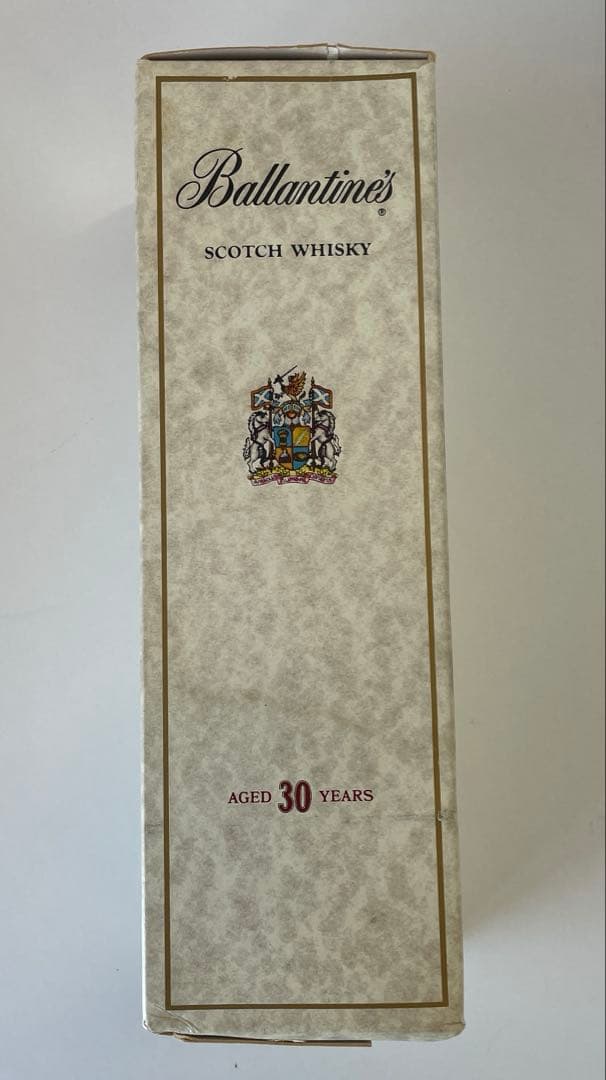 Ballantine's
®
SCOTCH WHISKY
AGED 30 YEARS